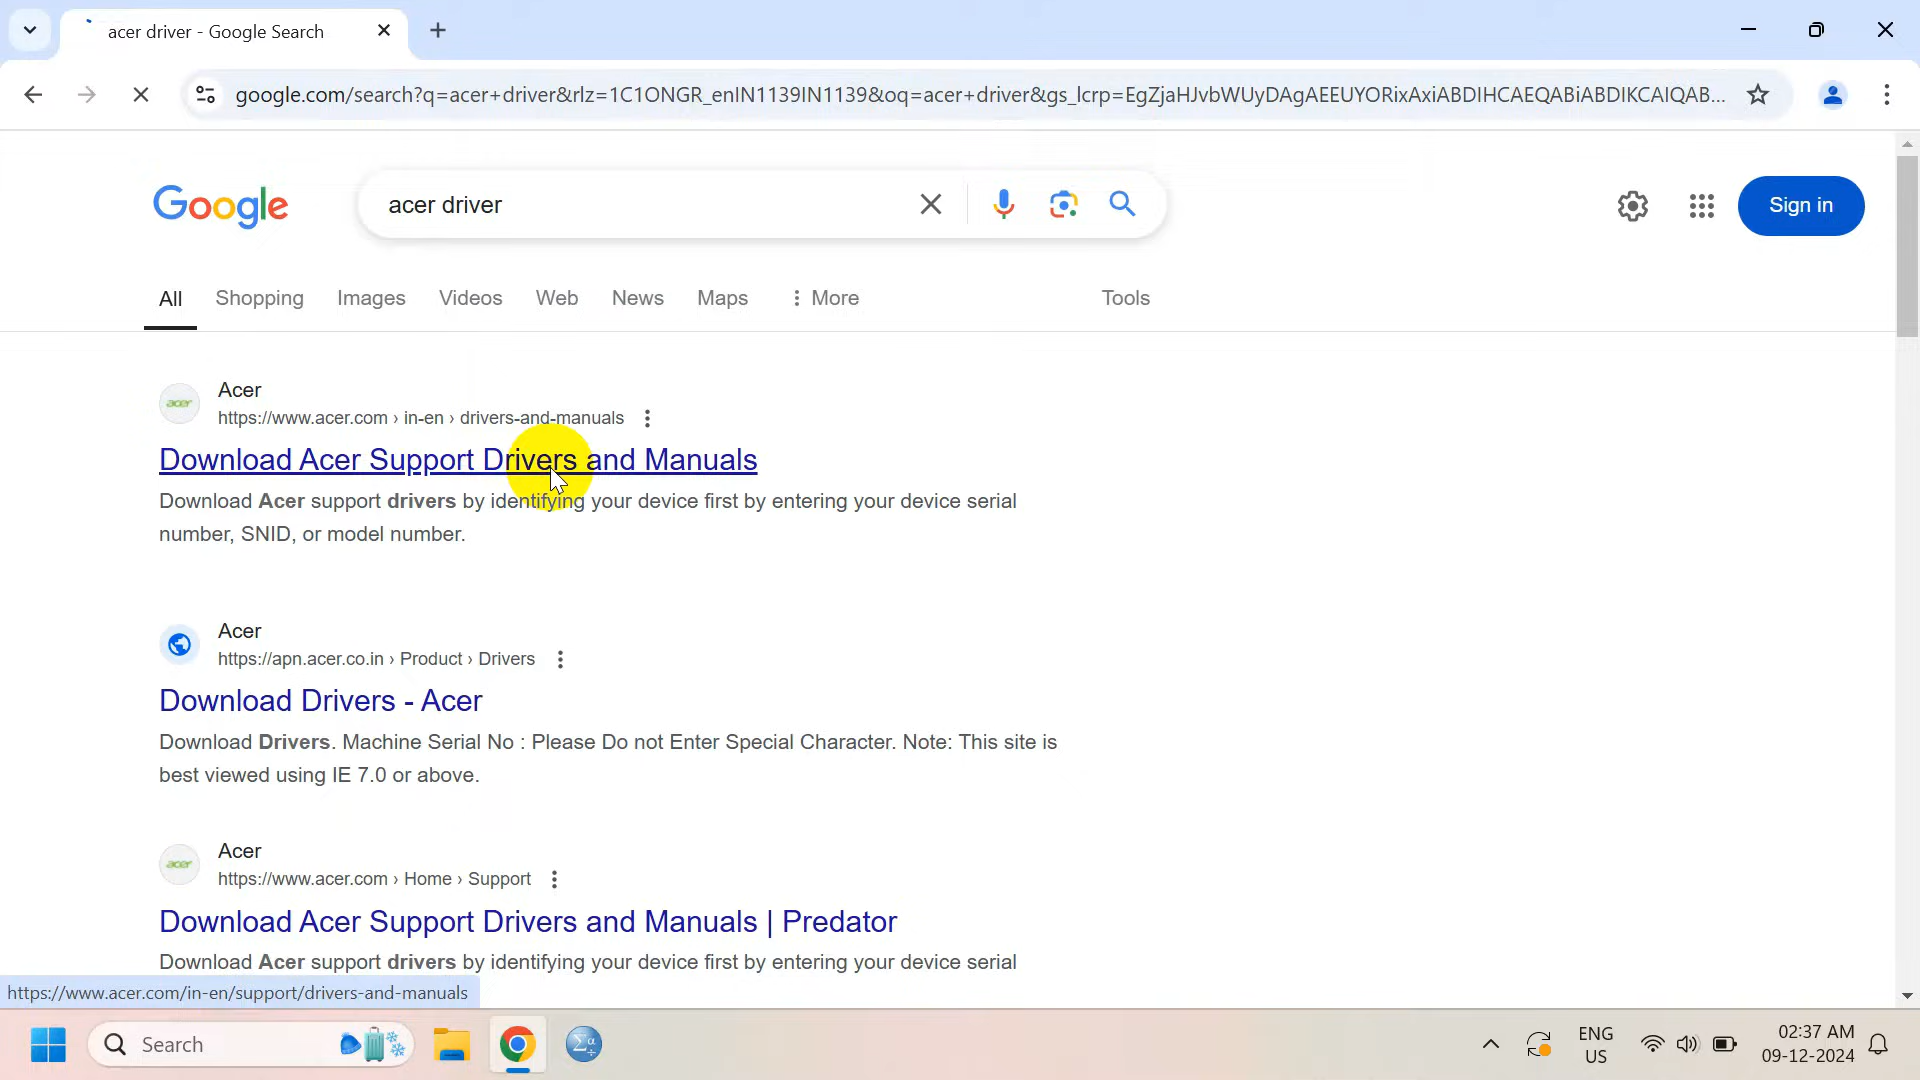 acer driver - Google Search
google.com/search?q=acer+driver&rlz=1C1ONGR_enIN1139IN1139&oq=acer+driver&gs_lcrp=EgZjaHJvbWUyDAgAEEUYORixAxiABDIHCAEQABiABDIKCAIQAB...
Google
acer driver
Sign in
All Shopping Images Videos Web News Maps More Tools
acer
Acer
https://www.acer.com › in-en › drivers-and-manuals
Download Acer Support Drivers and Manuals
Download Acer support drivers by identifying your device first by entering your device serial
number, SNID, or model number.
Acer
https://apn.acer.co.in › Product › Drivers
Download Drivers - Acer
Download Drivers. Machine Serial No : Please Do not Enter Special Character. Note: This site is
best viewed using IE 7.0 or above.
acer
Acer
https://www.acer.com › Home › Support
Download Acer Support Drivers and Manuals | Predator
Download Acer support drivers by identifying your device first by entering your device serial
https://www.acer.com/in-en/support/drivers-and-manuals
Search
ENG
US
02:37 AM
09-12-2024